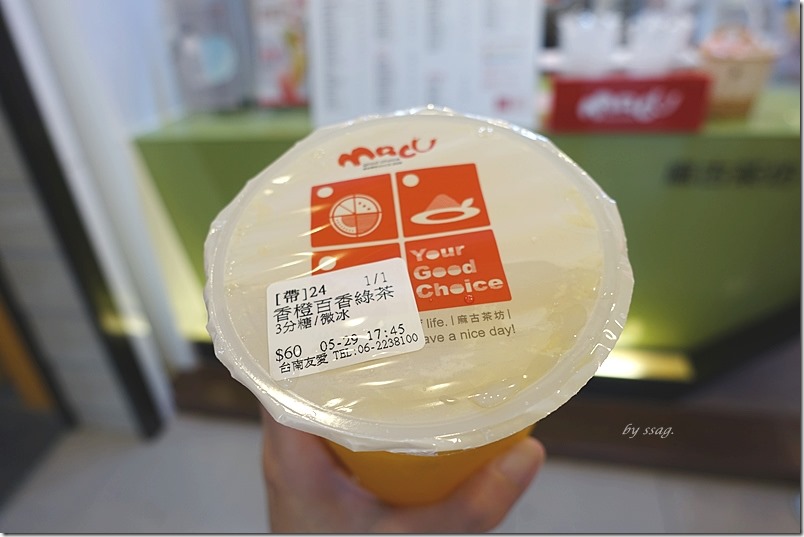 MACU
Your
Good
Choice
[帶]24 1/1
香橙百香綠茶
3分糖/微冰
$60 05-29 17:45
台南友愛 TEL:06-2238100
of life. | 麻古茶坊 |
ave a nice day!
MACU
by ssag.